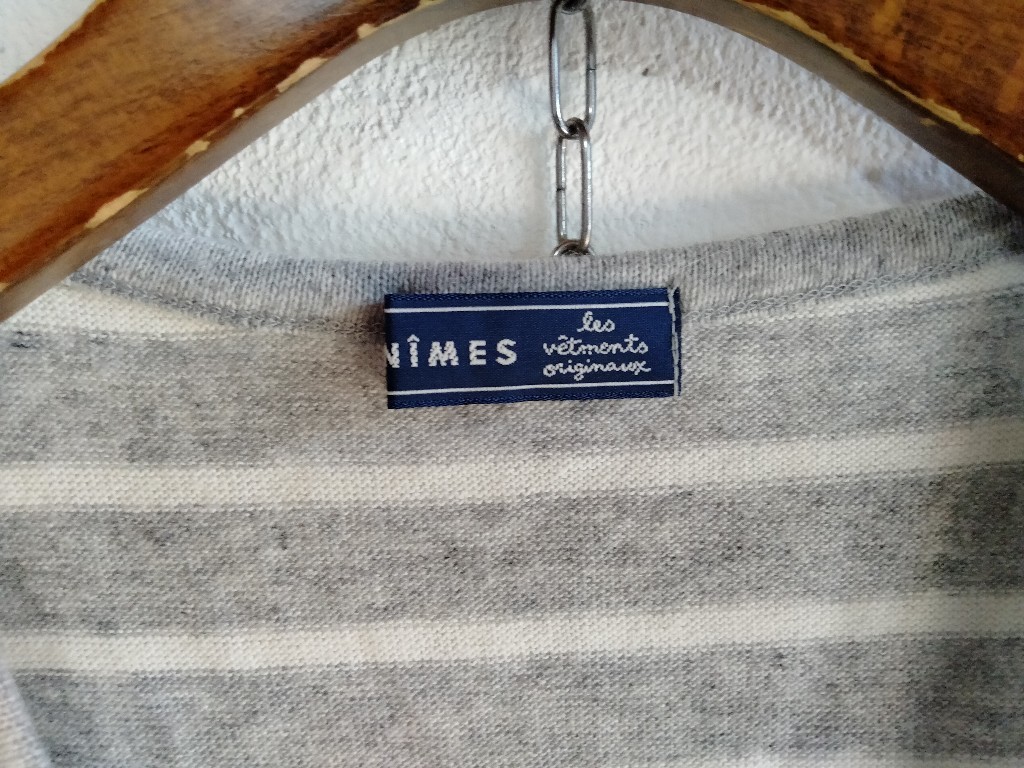 NÎMES
les
vêtments
originaux